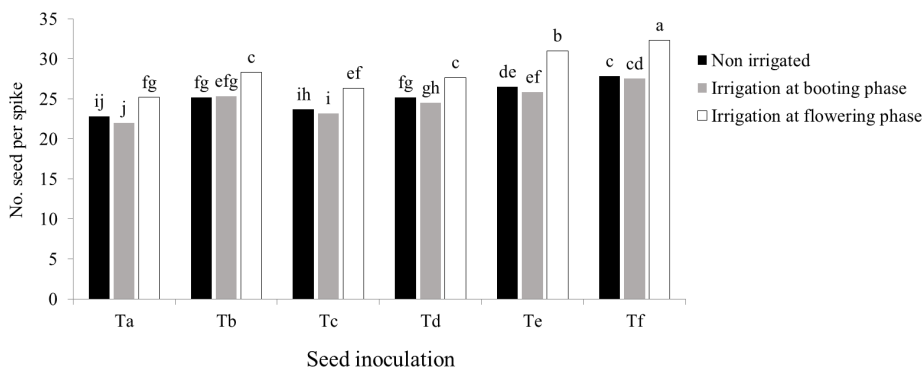 35
30
25
20
15
10
5
0
No. seed per spike
ij j fg
fg efg c
ih i ef
fg gh c
de ef b
c cd a
Ta Tb Tc Td Te Tf
Seed inoculation
Non irrigated
Irrigation at booting phase
Irrigation at flowering phase